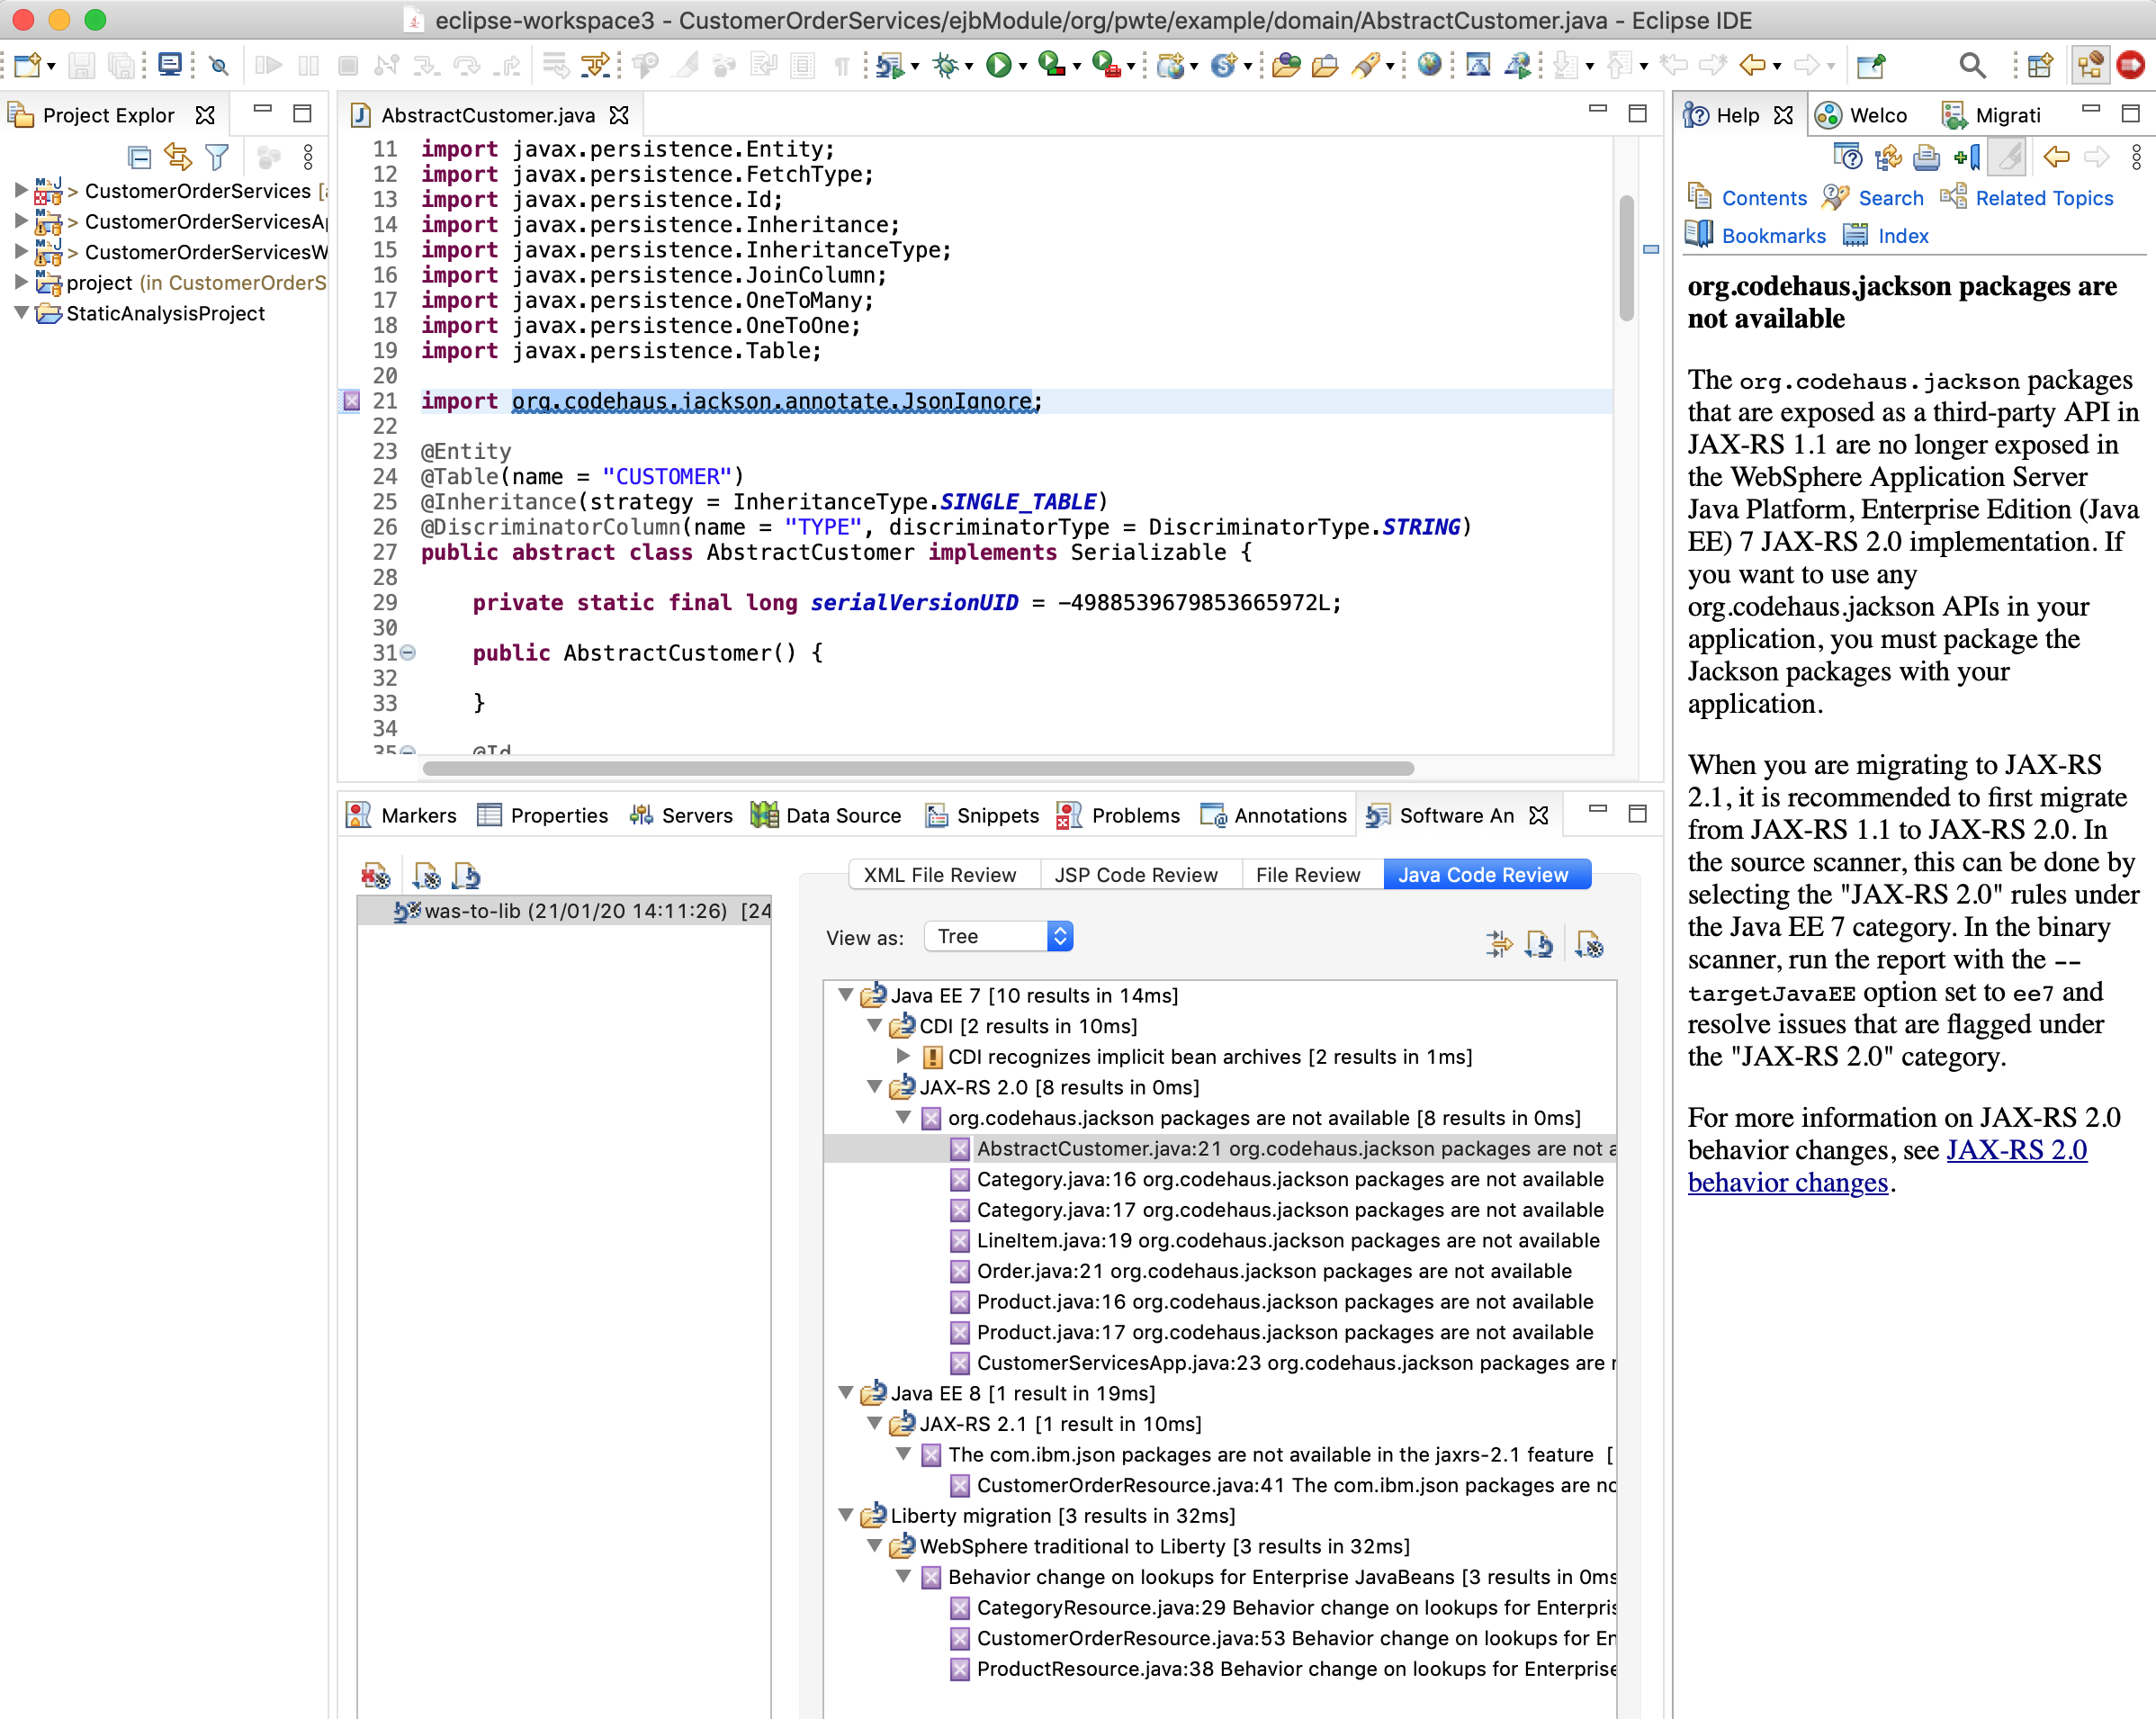 eclipse-workspace3 - CustomerOrderServices/ejbModule/org/pwte/example/domain/AbstractCustomer.java - Eclipse IDE
Project Explor
> CustomerOrderServices [
> CustomerOrderServicesA
> CustomerOrderServicesW
project (in CustomerOrderS
StaticAnalysisProject
AbstractCustomer.java
11 import javax.persistence.Entity;
12 import javax.persistence.FetchType;
13 import javax.persistence.Id;
14 import javax.persistence.Inheritance;
15 import javax.persistence.InheritanceType;
16 import javax.persistence.JoinColumn;
17 import javax.persistence.OneToMany;
18 import javax.persistence.OneToOne;
19 import javax.persistence.Table;
20
21 import org.codehaus.jackson.annotate.JsonIgnore;
22
23 @Entity
24 @Table(name = "CUSTOMER")
25 @Inheritance(strategy = InheritanceType.SINGLE_TABLE)
26 @DiscriminatorColumn(name = "TYPE", discriminatorType = DiscriminatorType.STRING)
27 public abstract class AbstractCustomer implements Serializable {
28
29 private static final long serialVersionUID = -4988539679853665972L;
30
31 public AbstractCustomer() {
32
33 }
34
35 @Id
Markers Properties Servers Data Source Snippets Problems Annotations Software An
was-to-lib (21/01/20 14:11:26) [24
XML File Review JSP Code Review File Review Java Code Review
View as: Tree
Java EE 7 [10 results in 14ms]
CDI [2 results in 10ms]
CDI recognizes implicit bean archives [2 results in 1ms]
JAX-RS 2.0 [8 results in 0ms]
org.codehaus.jackson packages are not available [8 results in 0ms]
AbstractCustomer.java:21 org.codehaus.jackson packages are not a
Category.java:16 org.codehaus.jackson packages are not available
Category.java:17 org.codehaus.jackson packages are not available
LineItem.java:19 org.codehaus.jackson packages are not available
Order.java:21 org.codehaus.jackson packages are not available
Product.java:16 org.codehaus.jackson packages are not available
Product.java:17 org.codehaus.jackson packages are not available
CustomerServicesApp.java:23 org.codehaus.jackson packages are
Java EE 8 [1 result in 19ms]
JAX-RS 2.1 [1 result in 10ms]
The com.ibm.json packages are not available in the jaxrs-2.1 feature [
CustomerOrderResource.java:41 The com.ibm.json packages are no
Liberty migration [3 results in 32ms]
WebSphere traditional to Liberty [3 results in 32ms]
Behavior change on lookups for Enterprise JavaBeans [3 results in 0ms
CategoryResource.java:29 Behavior change on lookups for Enterpris
CustomerOrderResource.java:53 Behavior change on lookups for En
ProductResource.java:38 Behavior change on lookups for Enterprise
Help Welco Migrati
Contents Search Related Topics
Bookmarks Index
org.codehaus.jackson packages are
not available
The org.codehaus.jackson packages
that are exposed as a third-party API in
JAX-RS 1.1 are no longer exposed in
the WebSphere Application Server
Java Platform, Enterprise Edition (Java
EE) 7 JAX-RS 2.0 implementation. If
you want to use any
org.codehaus.jackson APIs in your
application, you must package the
Jackson packages with your
application.
When you are migrating to JAX-RS
2.1, it is recommended to first migrate
from JAX-RS 1.1 to JAX-RS 2.0. In
the source scanner, this can be done by
selecting the "JAX-RS 2.0" rules under
the Java EE 7 category. In the binary
scanner, run the report with the --
targetJavaEE option set to ee7 and
resolve issues that are flagged under
the "JAX-RS 2.0" category.
For more information on JAX-RS 2.0
behavior changes, see JAX-RS 2.0
behavior changes.